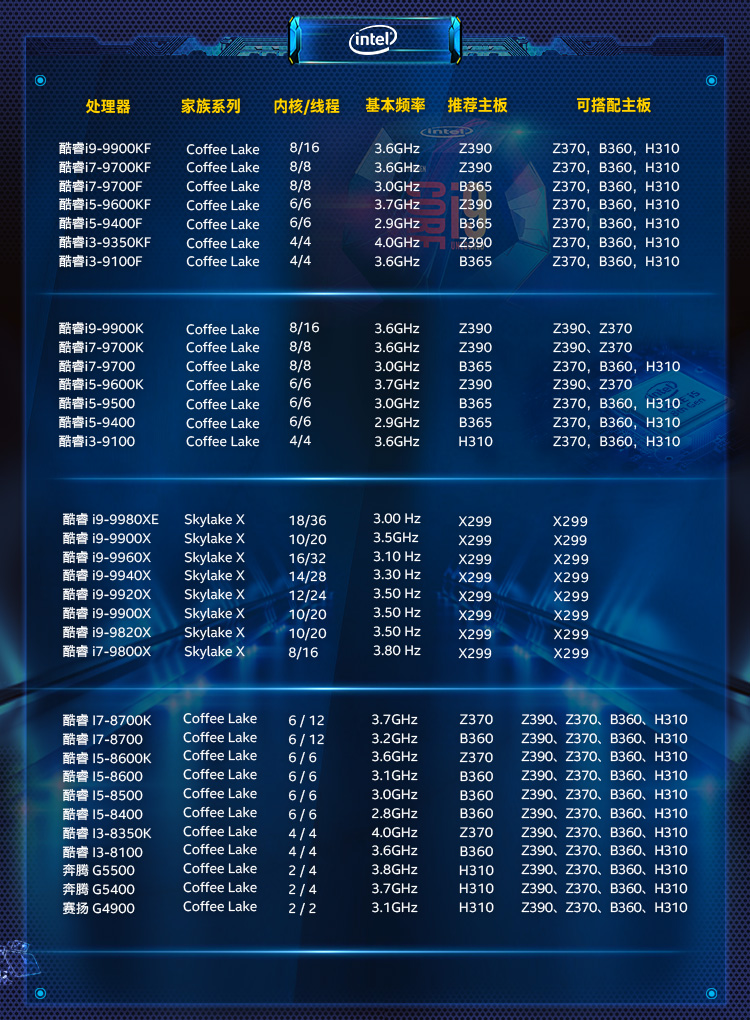 intel
处理器 家族系列 内核/线程 基本频率 推荐主板 可搭配主板
酷睿i9-9900KF Coffee Lake 8/16 3.6GHz Z390 Z370，B360，H310
酷睿i7-9700KF Coffee Lake 8/8 3.6GHz Z390 Z370，B360，H310
酷睿i7-9700F Coffee Lake 8/8 3.0GHz B365 Z370，B360，H310
酷睿i5-9600KF Coffee Lake 6/6 3.7GHz Z390 Z370，B360，H310
酷睿i5-9400F Coffee Lake 6/6 2.9GHz B365 Z370，B360，H310
酷睿i3-9350KF Coffee Lake 4/4 4.0GHz Z390 Z370，B360，H310
酷睿i3-9100F Coffee Lake 4/4 3.6GHz B365 Z370，B360，H310
intel
CORE i9
酷睿i9-9900K Coffee Lake 8/16 3.6GHz Z390 Z390、Z370
酷睿i7-9700K Coffee Lake 8/8 3.6GHz Z390 Z390、Z370
酷睿i7-9700 Coffee Lake 8/8 3.0GHz B365 Z370，B360，H310
酷睿i5-9600K Coffee Lake 6/6 3.7GHz Z390 Z390、Z370
酷睿i5-9500 Coffee Lake 6/6 3.0GHz B365 Z370，B360，H310
酷睿i5-9400 Coffee Lake 6/6 2.9GHz B365 Z370，B360，H310
酷睿i3-9100 Coffee Lake 4/4 3.6GHz H310 Z370，B360，H310
酷睿 i9-9980XE Skylake X 18/36 3.00 Hz X299 X299
酷睿 i9-9900X Skylake X 10/20 3.5GHz X299 X299
酷睿 i9-9960X Skylake X 16/32 3.10 Hz X299 X299
酷睿 i9-9940X Skylake X 14/28 3.30 Hz X299 X299
酷睿 i9-9920X Skylake X 12/24 3.50 Hz X299 X299
酷睿 i9-9900X Skylake X 10/20 3.50 Hz X299 X299
酷睿 i9-9820X Skylake X 10/20 3.50 Hz X299 X299
酷睿 i7-9800X Skylake X 8/16 3.80 Hz X299 X299
酷睿 I7-8700K Coffee Lake 6 / 12 3.7GHz Z370 Z390、Z370、B360、H310
酷睿 I7-8700 Coffee Lake 6 / 12 3.2GHz B360 Z390、Z370、B360、H310
酷睿 I5-8600K Coffee Lake 6 / 6 3.6GHz Z370 Z390、Z370、B360、H310
酷睿 I5-8600 Coffee Lake 6 / 6 3.1GHz B360 Z390、Z370、B360、H310
酷睿 I5-8500 Coffee Lake 6 / 6 3.0GHz B360 Z390、Z370、B360、H310
酷睿 I5-8400 Coffee Lake 6 / 6 2.8GHz B360 Z390、Z370、B360、H310
酷睿 I3-8350K Coffee Lake 4 / 4 4.0GHz Z370 Z390、Z370、B360、H310
酷睿 I3-8100 Coffee Lake 4 / 4 3.6GHz B360 Z390、Z370、B360、H310
奔腾 G5500 Coffee Lake 2 / 4 3.8GHz H310 Z390、Z370、B360、H310
奔腾 G5400 Coffee Lake 2 / 4 3.7GHz H310 Z390、Z370、B360、H310
赛扬 G4900 Coffee Lake 2 / 2 3.1GHz H310 Z390、Z370、B360、H310